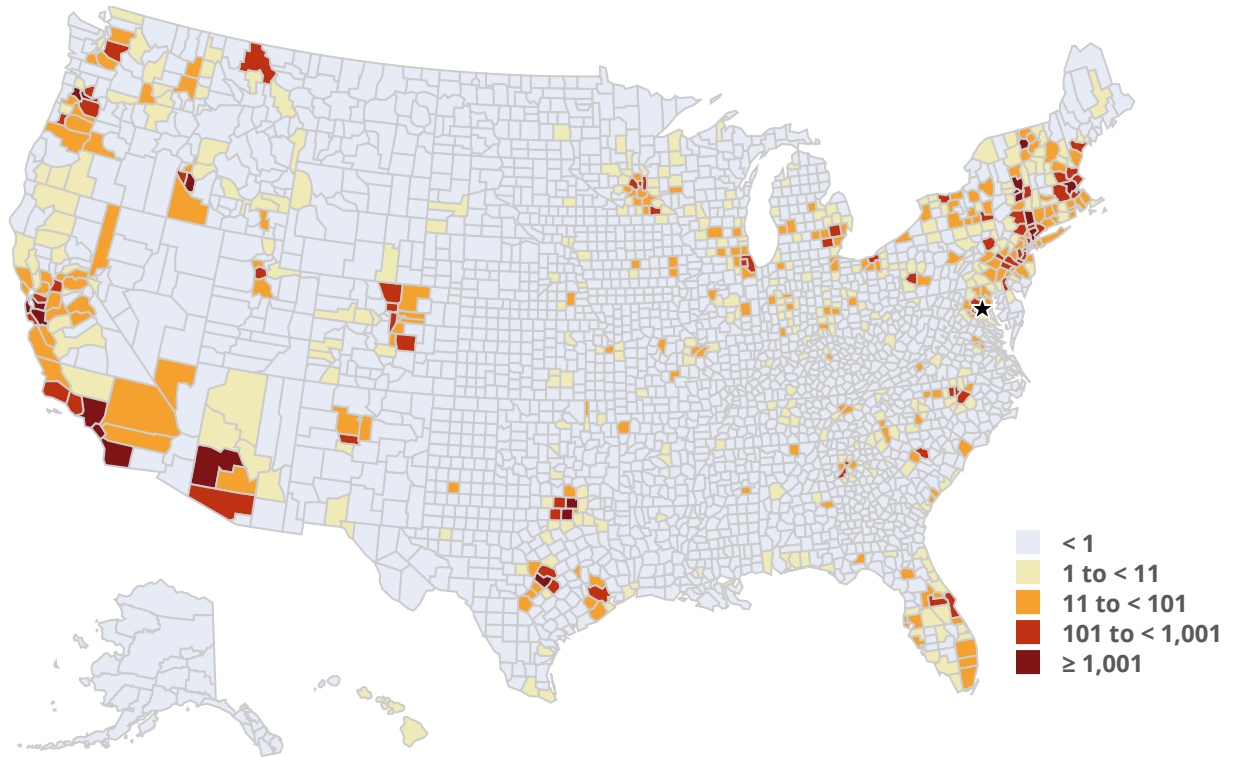 < 1
1 to < 11
11 to < 101
101 to < 1,001
≥ 1,001